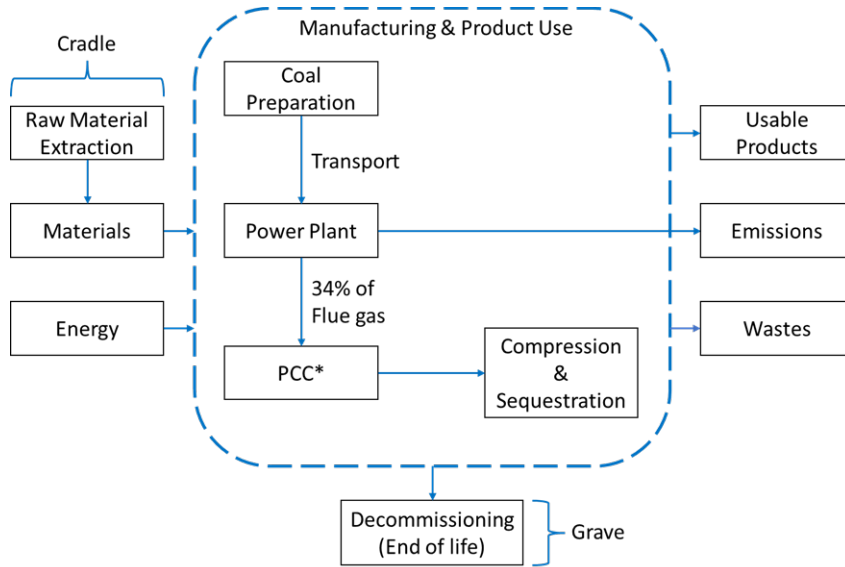 Manufacturing & Product Use
Cradle
Coal
Preparation
Raw Material
Extraction
Usable
Products
Transport
Materials
Power Plant
Emissions
34% of
Flue gas
Energy
Wastes
PCC*
Compression
&
Sequestration
Decommissioning
(End of life)
Grave